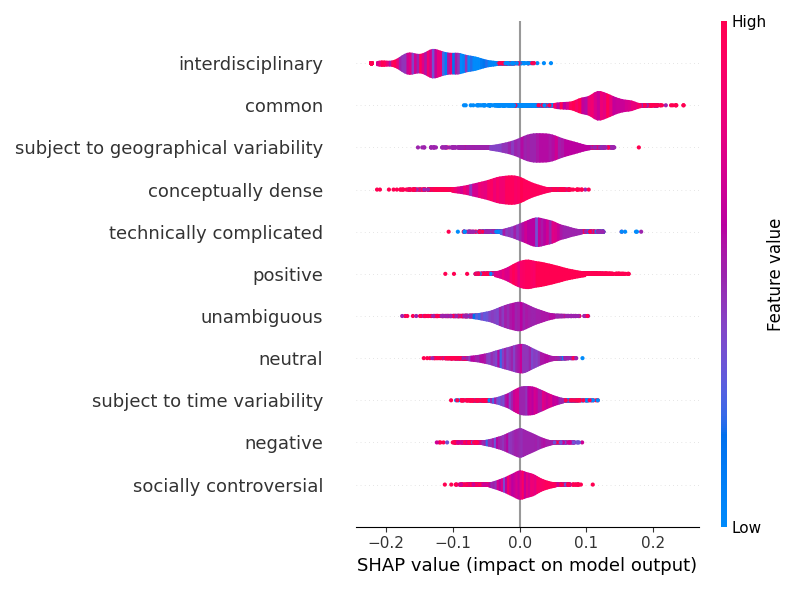 High
interdisciplinary
common
subject to geographical variability
conceptually dense
technically complicated
positive
unambiguous
neutral
subject to time variability
negative
socially controversial
Feature value
Low
−0.2 −0.1 0.0 0.1 0.2
SHAP value (impact on model output)